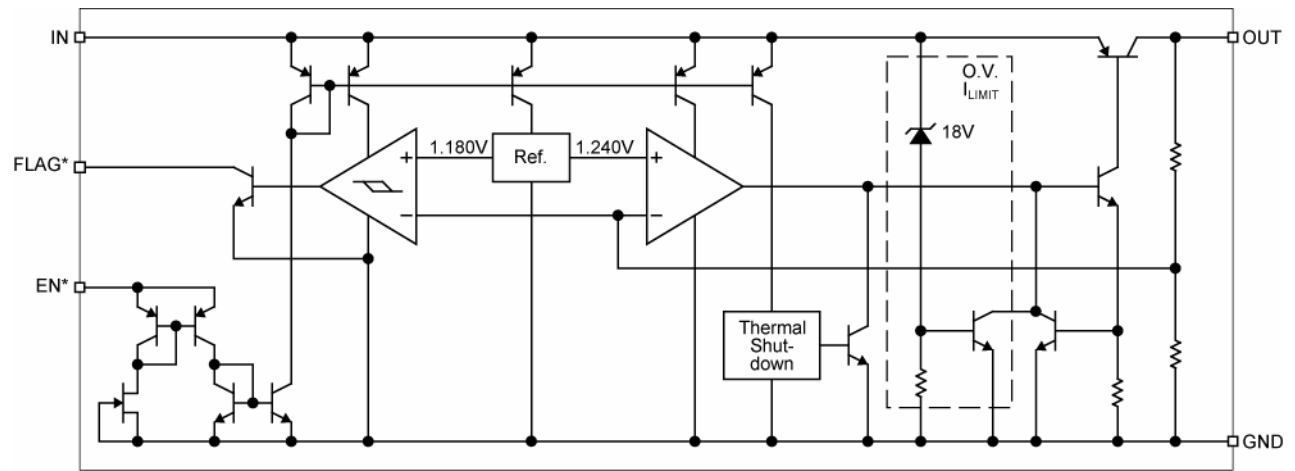 IN
OUT
O.V.
ILIMIT
18V
FLAG*
1.180V
Ref.
1.240V
+
+
−
−
EN*
Thermal
Shut-
down
GND